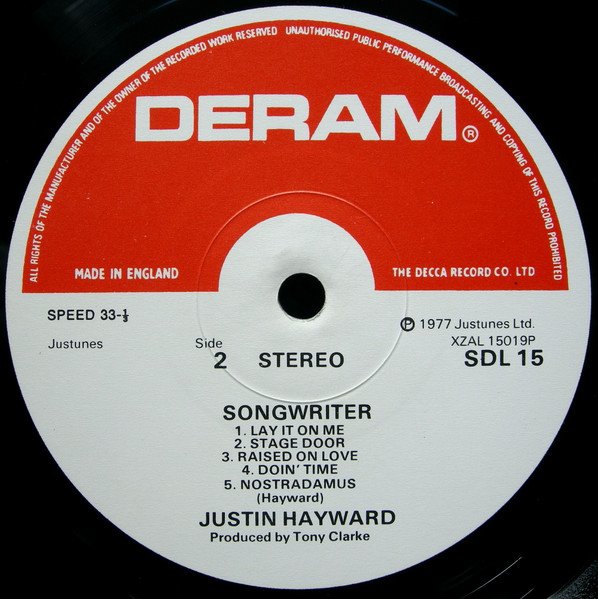 ALL RIGHTS OF THE MANUFACTURER AND OF THE OWNER OF THE RECORDED WORK RESERVED UNAUTHORISED PUBLIC PERFORMANCE BROADCASTING AND COPYING OF THIS RECORD PROHIBITED
DERAM®
MADE IN ENGLAND THE DECCA RECORD CO. LTD
SPEED 33-⅓
℗ 1977 Justunes Ltd.
Justunes Side XZAL 15019P
2 STEREO SDL 15
SONGWRITER
1. LAY IT ON ME
2. STAGE DOOR
3. RAISED ON LOVE
4. DOIN' TIME
5. NOSTRADAMUS
(Hayward)
JUSTIN HAYWARD
Produced by Tony Clarke